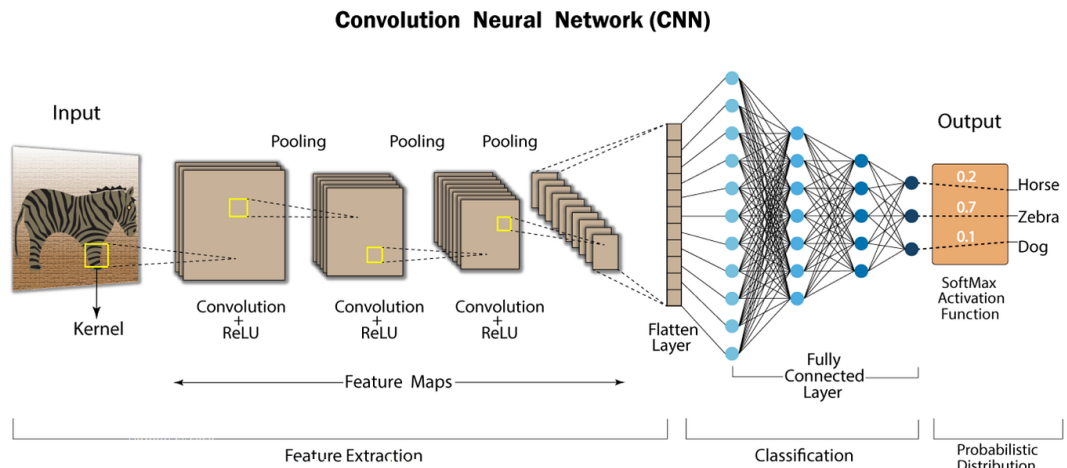 Convolution Neural Network (CNN)
Input
Kernel
Pooling
Pooling
Pooling
Convolution
+
ReLU
Convolution
+
ReLU
Convolution
+
ReLU
Feature Maps
Flatten
Layer
Fully
Connected
Layer
Output
0.2
0.7
0.1
Horse
Zebra
Dog
SoftMax
Activation
Function
Feature Extraction
Classification
Probabilistic
Distribution